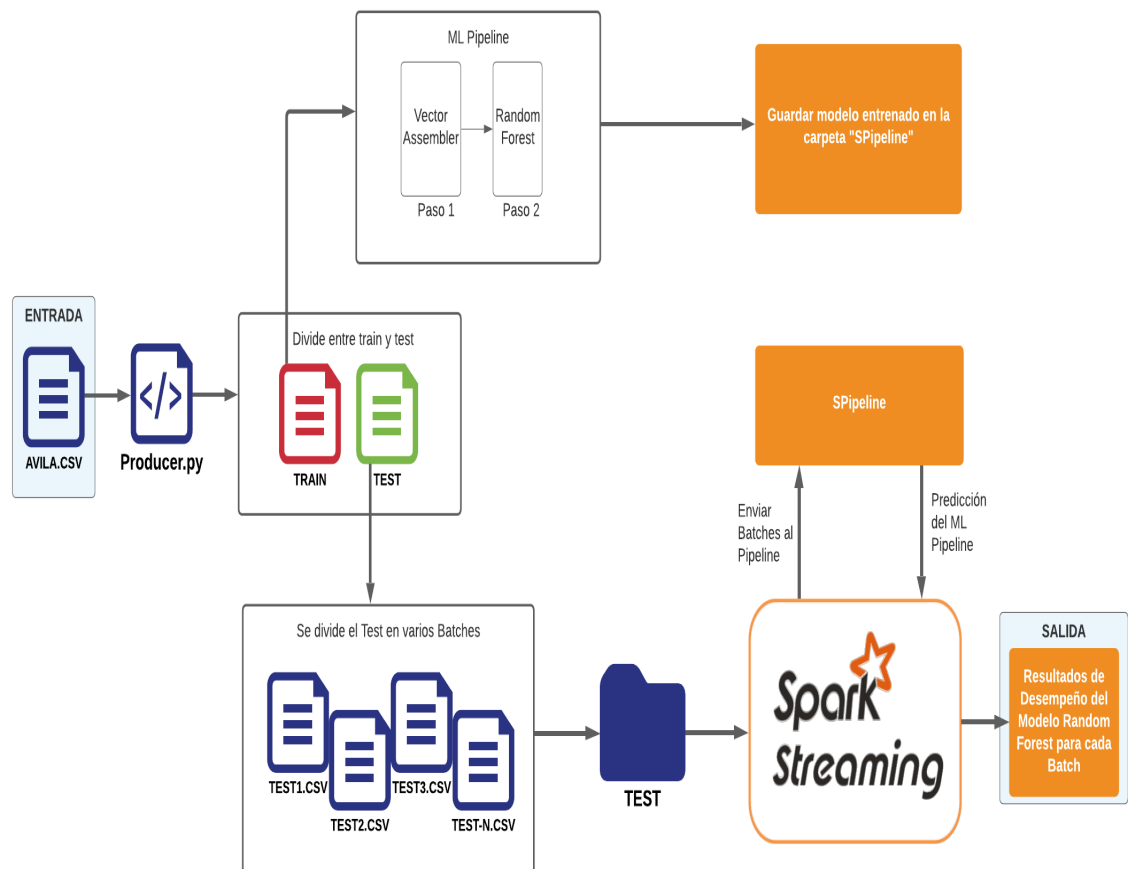 ML Pipeline
Vector
Assembler
Random
Forest
Paso 1
Paso 2
Guardar modelo entrenado en la
carpeta "SPipeline"
ENTRADA
AVILA.CSV
</>
Producer.py
Divide entre train y test
TRAIN
TEST
SPipeline
Enviar
Batches al
Pipeline
Predicción
del ML
Pipeline
Se divide el Test en varios Batches
TEST1.CSV
TEST2.CSV
TEST3.CSV
TEST-N.CSV
TEST
Spark
Streaming
SALIDA
Resultados de
Desempeño del
Modelo Random
Forest para cada
Batch